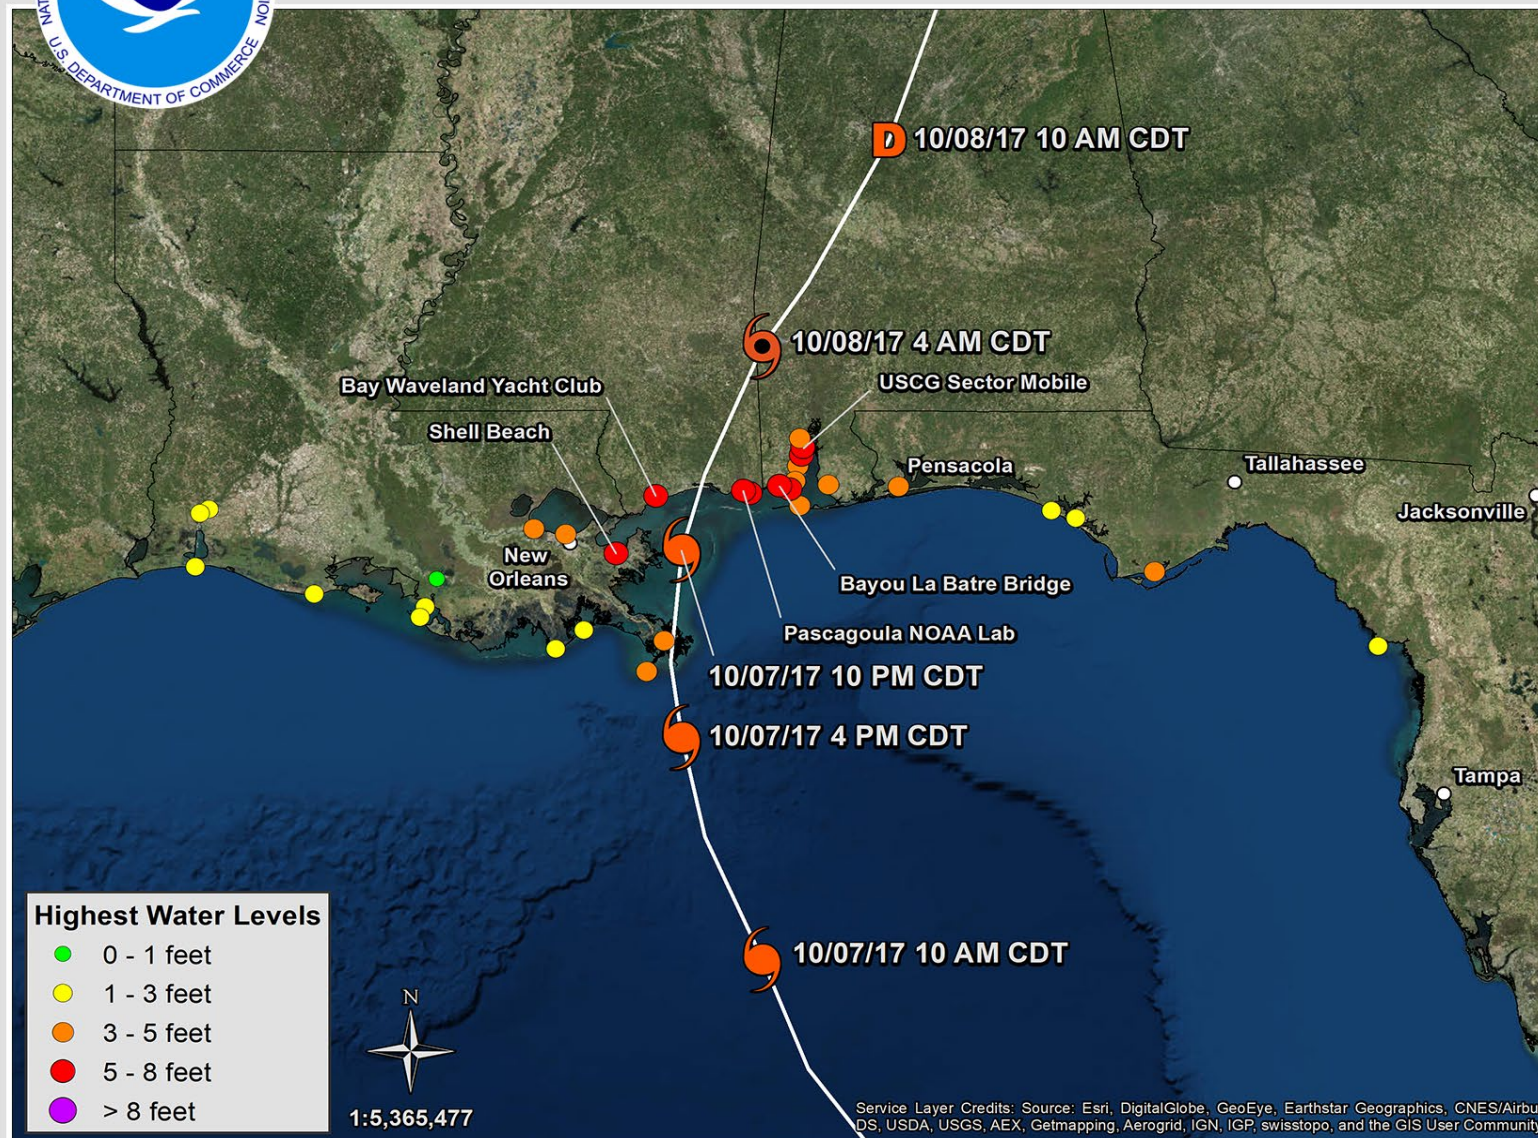 U.S. DEPARTMENT OF COMMERCE
D 10/08/17 10 AM CDT
10/08/17 4 AM CDT
Bay Waveland Yacht Club
USCG Sector Mobile
Shell Beach
Pensacola
Tallahassee
Jacksonville
New
Orleans
Bayou La Batre Bridge
Pascagoula NOAA Lab
10/07/17 10 PM CDT
10/07/17 4 PM CDT
Tampa
10/07/17 10 AM CDT
Highest Water Levels
0 - 1 feet
1 - 3 feet
3 - 5 feet
5 - 8 feet
> 8 feet
N
1:5,365,477
Service Layer Credits: Source: Esri, DigitalGlobe, GeoEye, Earthstar Geographics, CNES/Airbu
DS, USDA, USGS, AEX, Getmapping, Aerogrid, IGN, IGP, swisstopo, and the GIS User Communit